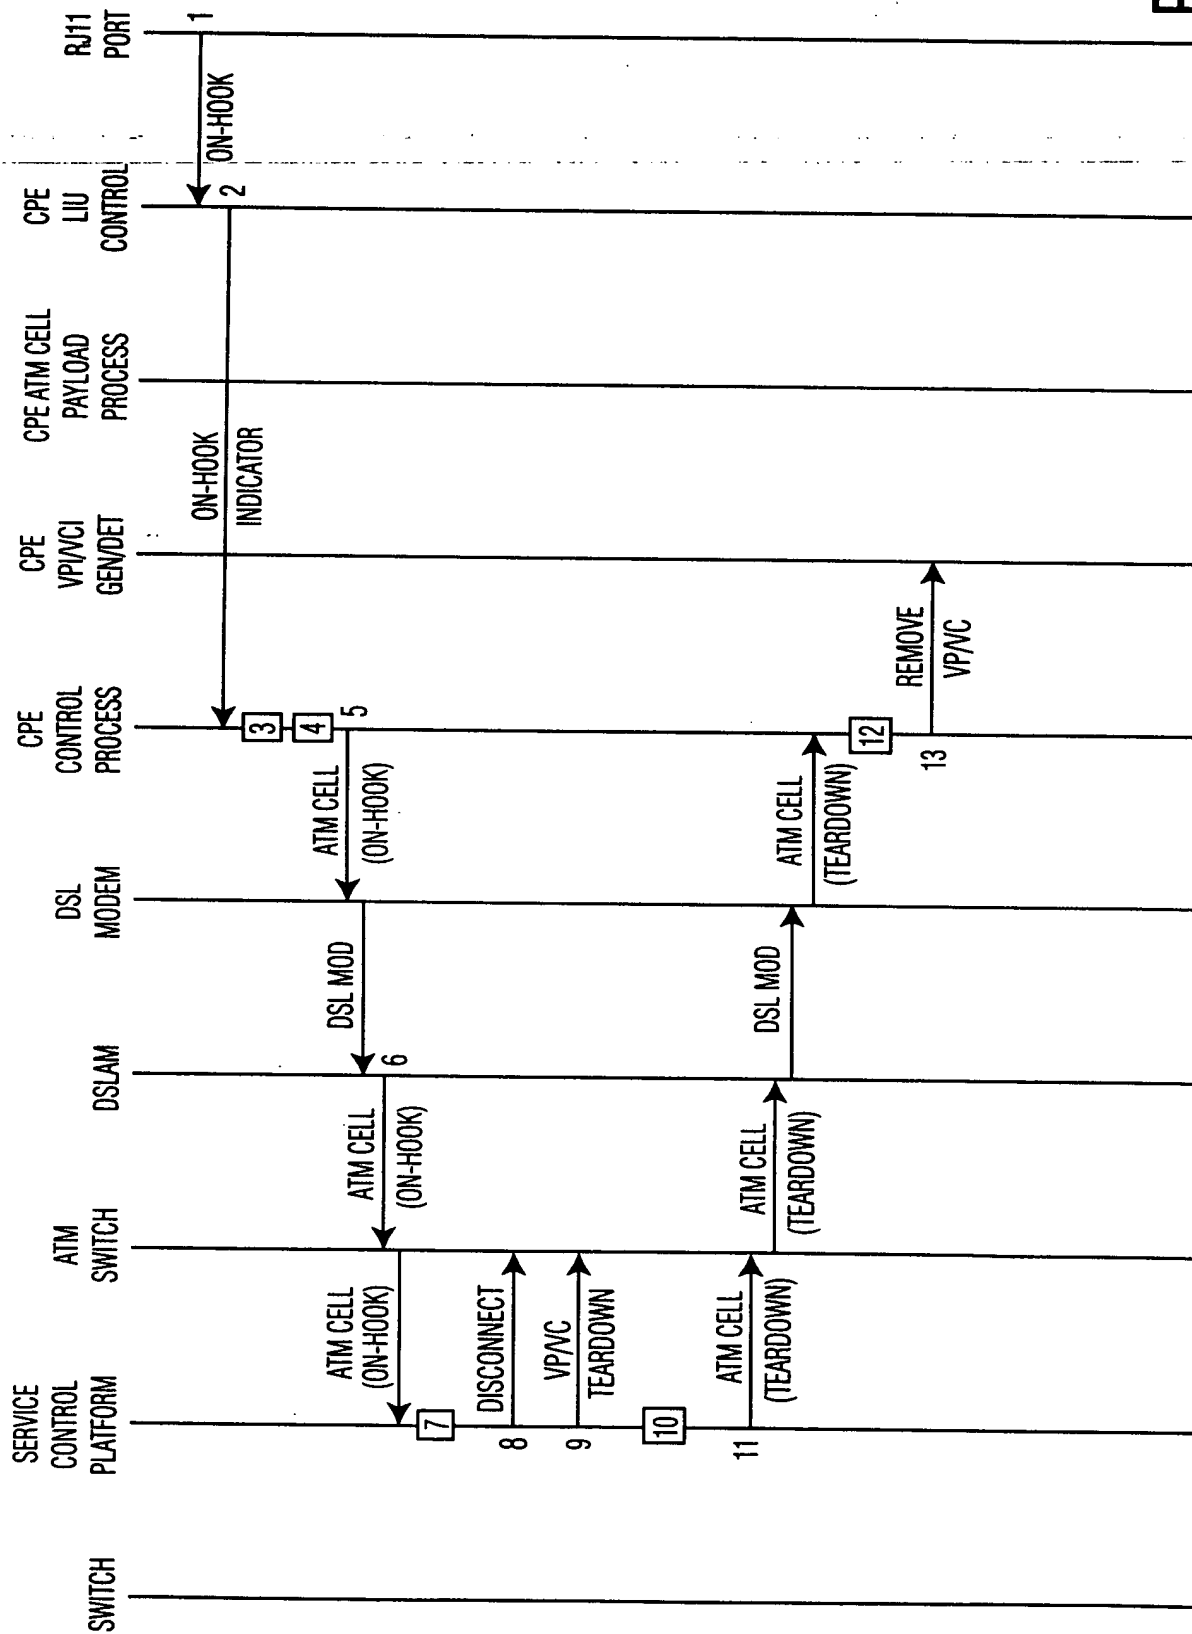 SWITCH
SERVICE
CONTROL
PLATFORM
ATM
SWITCH
DSLAM
DSL
MODEM
CPE
CONTROL
PROCESS
CPE
VPI/VCI
GEN/DET
CPE ATM CELL
PAYLOAD
PROCESS
CPE
LIU
CONTROL
RJ11
PORT
1
ON-HOOK
2
ON-HOOK
INDICATOR
3
4
5
ATM CELL
(ON-HOOK)
DSL MOD
6
ATM CELL
(ON-HOOK)
ATM CELL
(ON-HOOK)
7
8
DISCONNECT
9
VP/VC
TEARDOWN
10
11
ATM CELL
(TEARDOWN)
ATM CELL
(TEARDOWN)
DSL MOD
ATM CELL
(TEARDOWN)
12
13
REMOVE
VP/VC